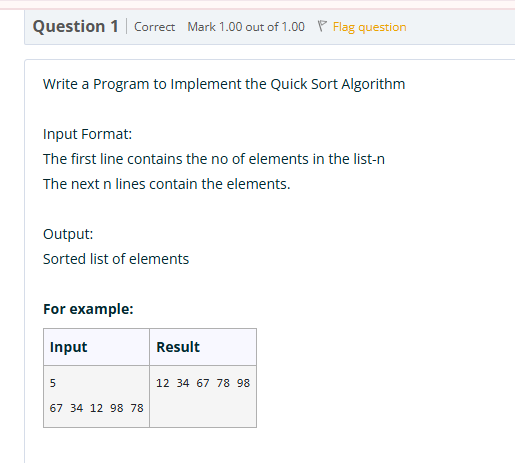 Question 1 Correct Mark 1.00 out of 1.00 Flag question
Write a Program to Implement the Quick Sort Algorithm
Input Format:
The first line contains the no of elements in the list-n
The next n lines contain the elements.
Output:
Sorted list of elements
For example:
Input Result
5 12 34 67 78 98
67 34 12 98 78